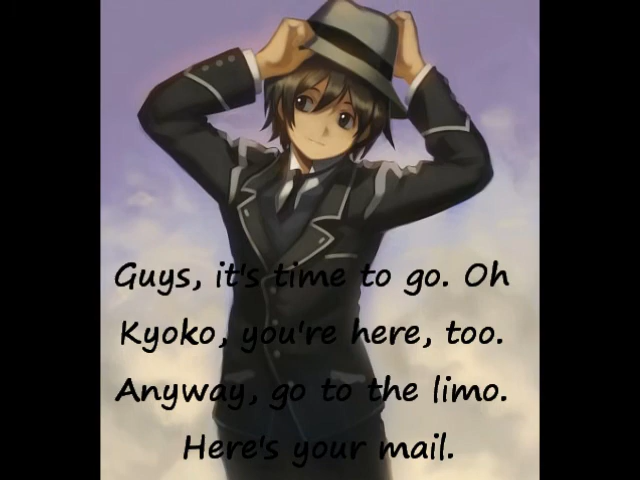 Guys, it's time to go. Oh
Kyoko, you're here, too.
Anyway, go to the limo.
Here's your mail.